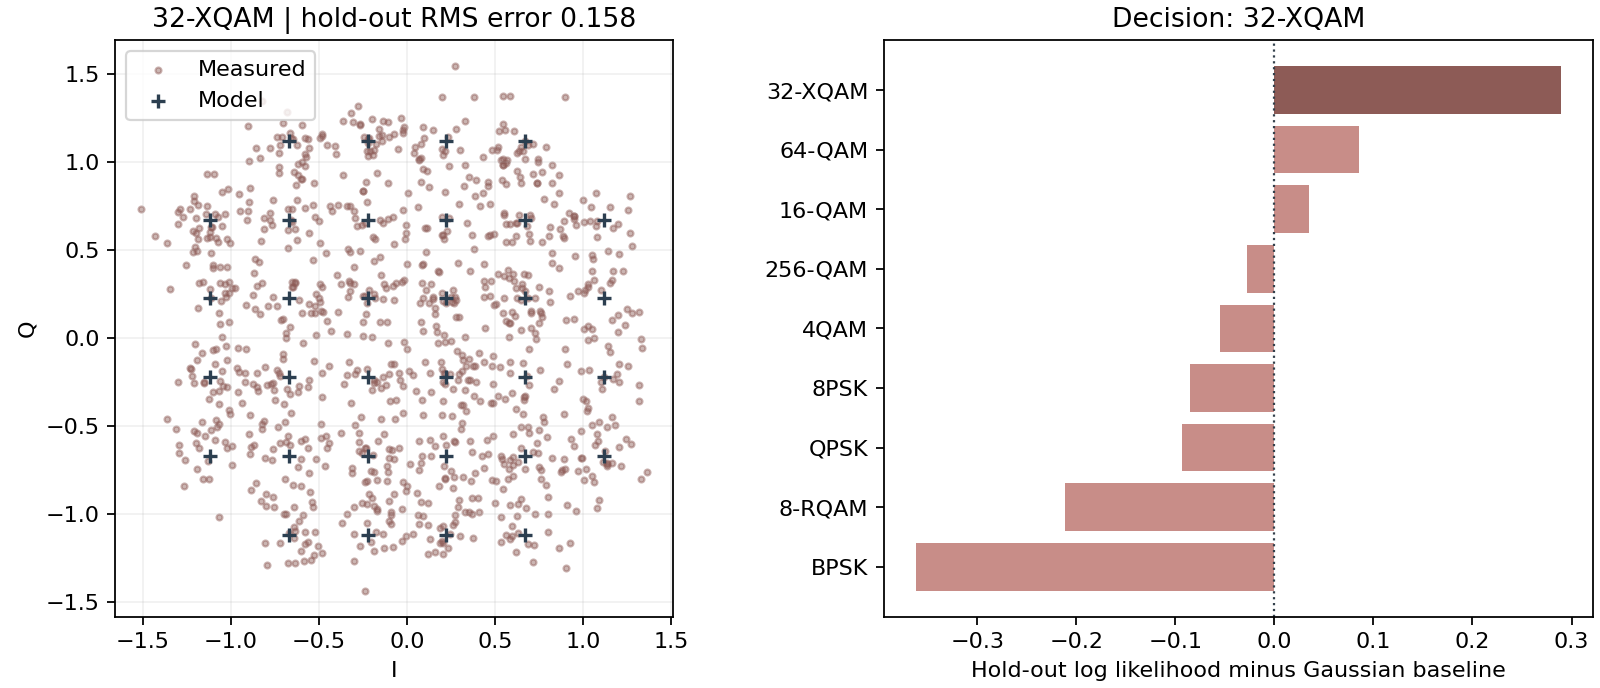 32-XQAM | hold-out RMS error 0.158
Measured
Model
1.5
1.0
0.5
0.0
−0.5
−1.0
−1.5
Q
−1.5 −1.0 −0.5 0.0 0.5 1.0 1.5
I
Decision: 32-XQAM
32-XQAM
64-QAM
16-QAM
256-QAM
4QAM
8PSK
QPSK
8-RQAM
BPSK
−0.3 −0.2 −0.1 0.0 0.1 0.2 0.3
Hold-out log likelihood minus Gaussian baseline